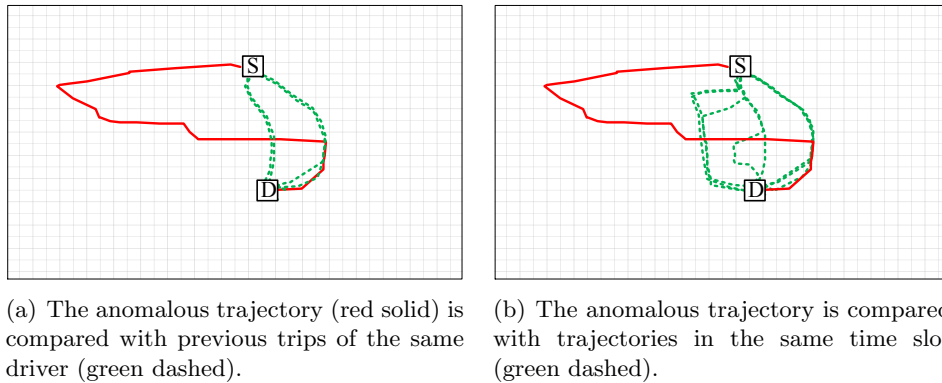 S
D
S
D
(a) The anomalous trajectory (red solid) is
compared with previous trips of the same
driver (green dashed).
(b) The anomalous trajectory is compared
with trajectories in the same time slo
(green dashed).